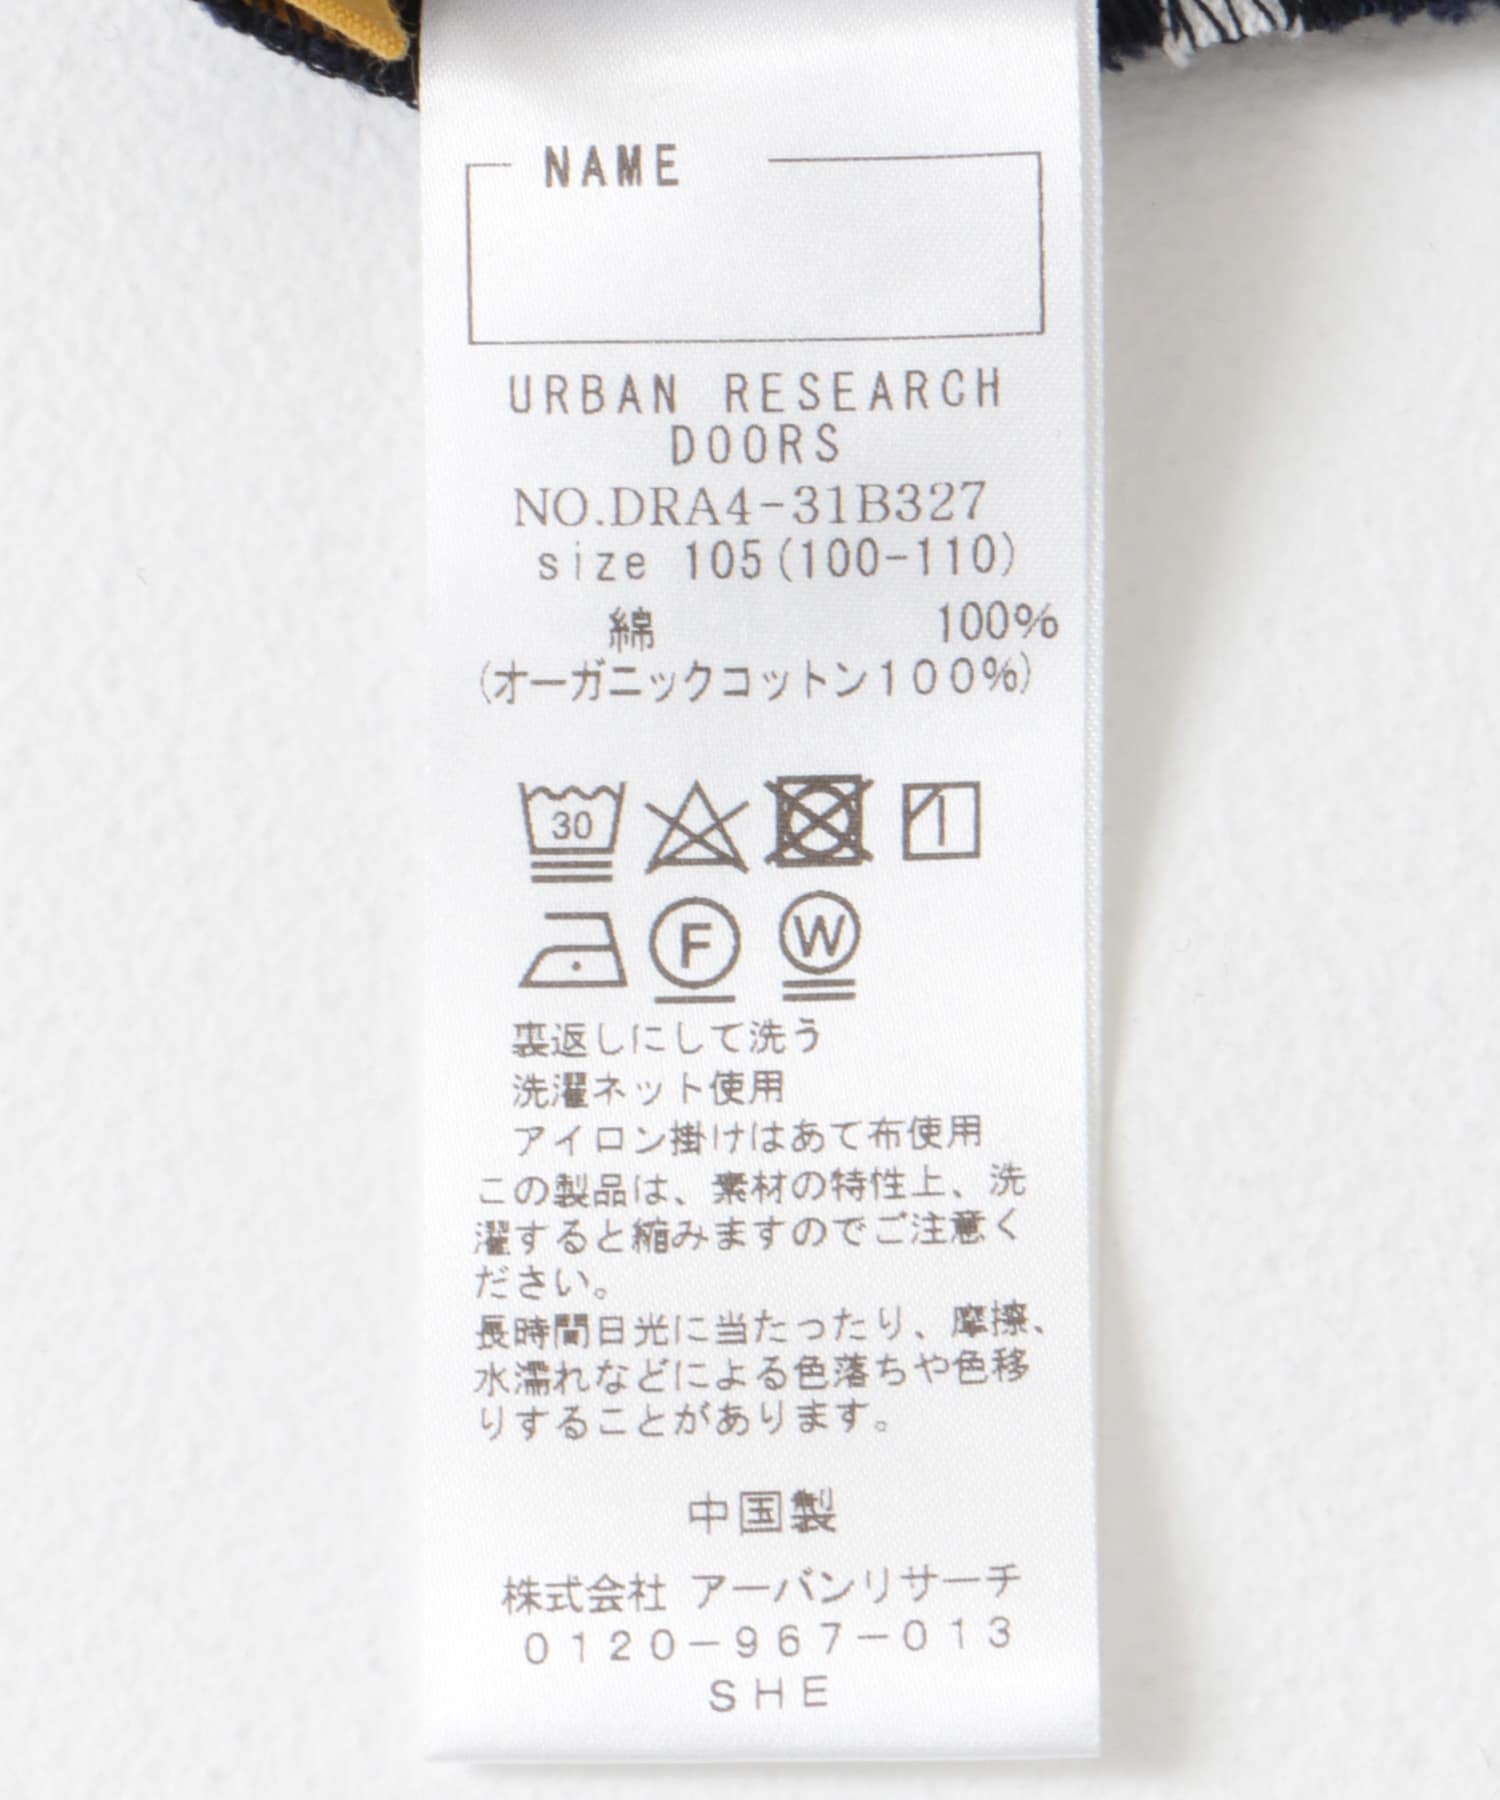 NAME
URBAN RESEARCH
DOORS
NO.DRA4-31B327
size 105(100-110)
綿 100%
(オーガニックコットン１００％)
30
F W
裏返しにして洗う
洗濯ネット使用
アイロン掛けはあて布使用
この製品は、素材の特性上、洗
濯すると縮みますのでご注意く
ださい。
長時間日光に当たったり、摩擦、
水濡れなどによる色落ちや色移
りすることがあります。
中国製
株式会社 アーバンリサーチ
０１２０－９６７－０１３
ＳＨＥ